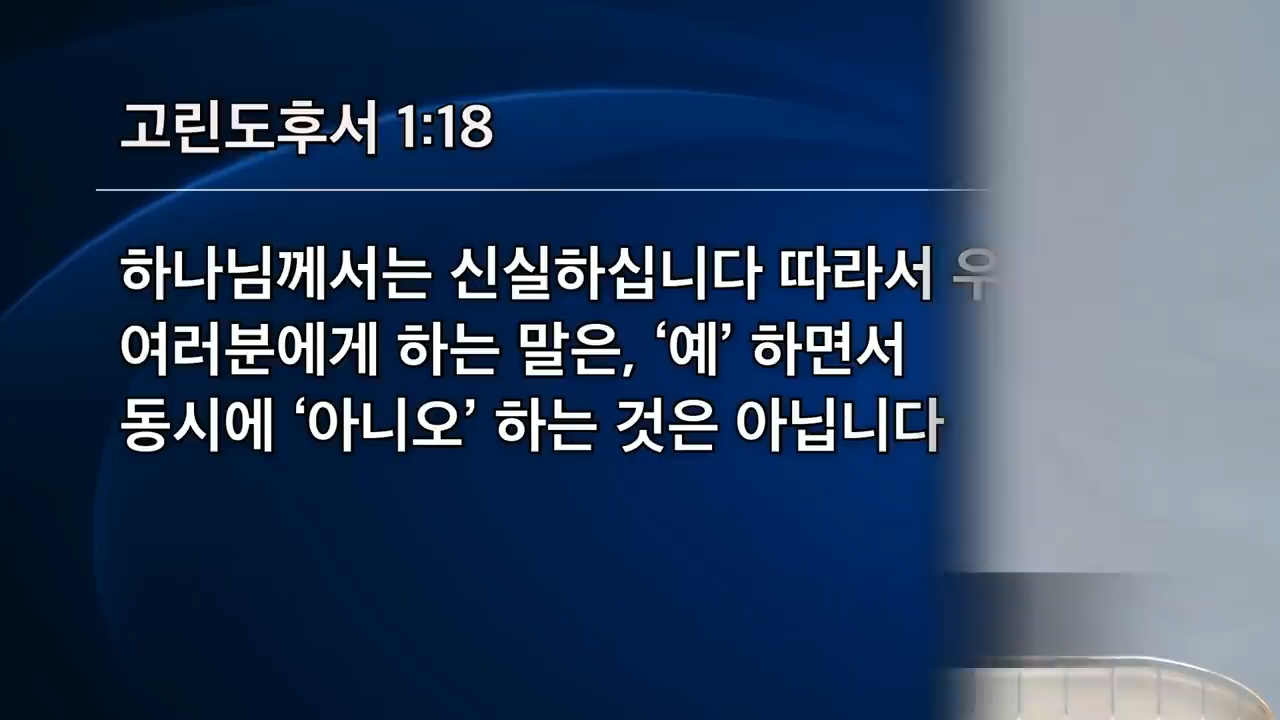 고린도후서 1:18
하나님께서는 신실하십니다 따라서
여러분에게 하는 말은, ‘예’ 하면서
동시에 ‘아니오’ 하는 것은 아닙니다